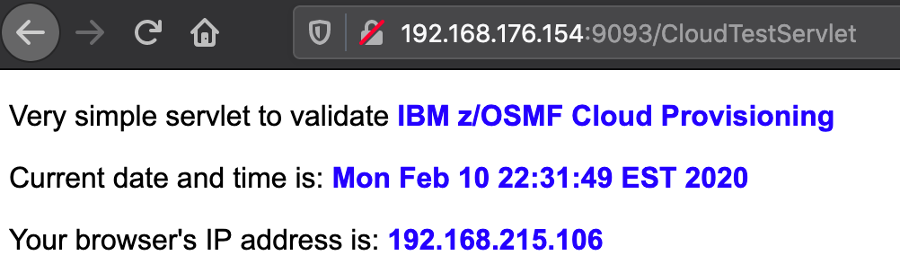 192.168.176.154:9093/CloudTestServlet
Very simple servlet to validate IBM z/OSMF Cloud Provisioning
Current date and time is: Mon Feb 10 22:31:49 EST 2020
Your browser's IP address is: 192.168.215.106